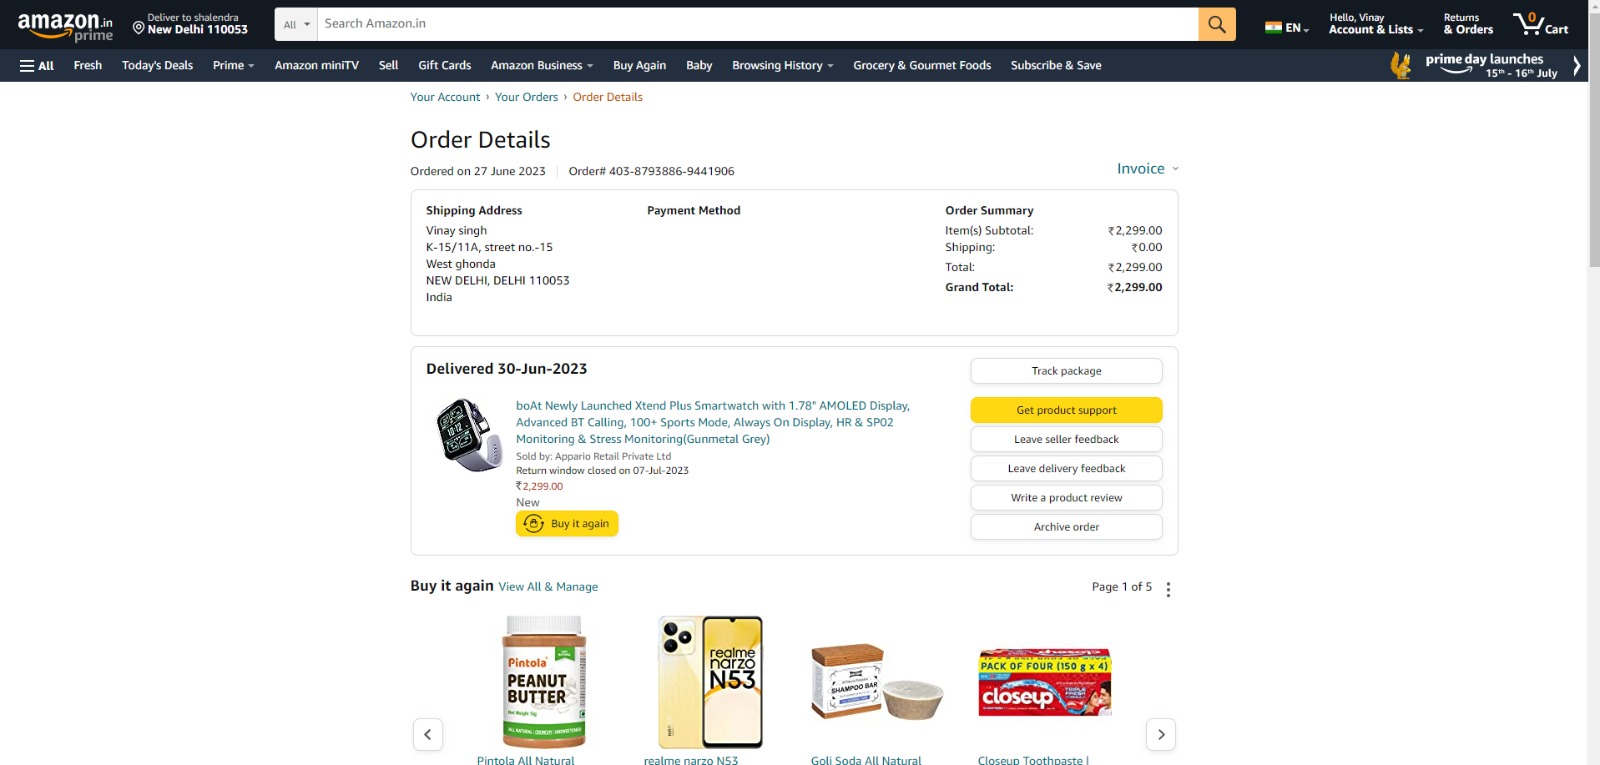 amazon.in
prime
Deliver to shalendra
New Delhi 110053
All
Search Amazon.in
EN
Hello, Vinay
Account & Lists
Returns
& Orders
0
Cart
All
Fresh
Today's Deals
Prime
Amazon miniTV
Sell
Gift Cards
Amazon Business
Buy Again
Baby
Browsing History
Grocery & Gourmet Foods
Subscribe & Save
prime day launches
15th - 16th July
Your Account › Your Orders › Order Details
Order Details
Ordered on 27 June 2023
Order# 403-8793886-9441906
Invoice
Shipping Address
Vinay singh
K-15/11A, street no.-15
West ghonda
NEW DELHI, DELHI 110053
India
Payment Method
Order Summary
Item(s) Subtotal: ₹2,299.00
Shipping: ₹0.00
Total: ₹2,299.00
Grand Total: ₹2,299.00
Delivered 30-Jun-2023
boAt Newly Launched Xtend Plus Smartwatch with 1.78" AMOLED Display,
Advanced BT Calling, 100+ Sports Mode, Always On Display, HR & SP02
Monitoring & Stress Monitoring(Gunmetal Grey)
Sold by: Appario Retail Private Ltd
Return window closed on 07-Jul-2023
₹2,299.00
New
Buy it again
Track package
Get product support
Leave seller feedback
Leave delivery feedback
Write a product review
Archive order
Buy it again View All & Manage
Page 1 of 5
Pintola
PEANUT
BUTTER
realme
narzo
N53
SHAMPOO BAR
PACK OF FOUR (150 g x 4)
closeup
Pintola All Natural
realme narzo N53
Goli Soda All Natural
Closeup Toothpaste |